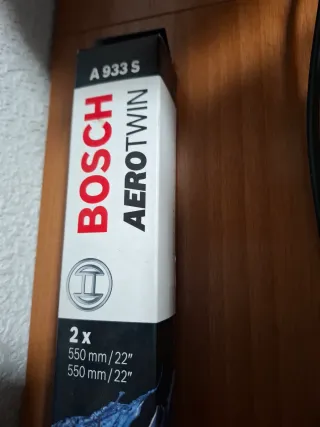 A 933 S
BOSCH
AEROTWIN
2 x
550 mm/22"
550 mm/22"